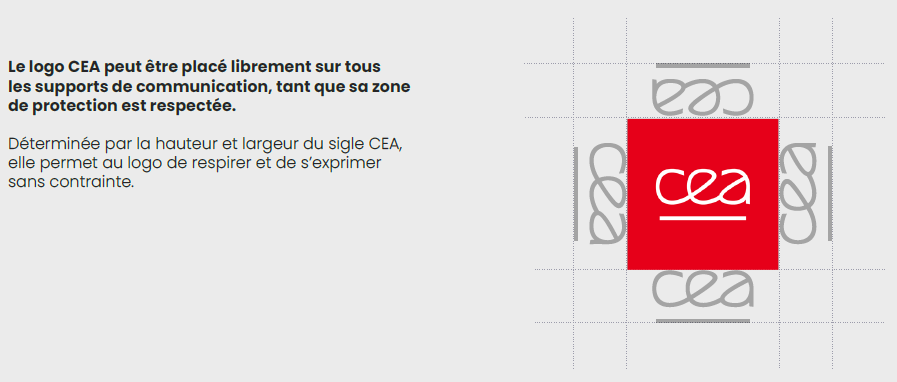 Le logo CEA peut être placé librement sur tous
les supports de communication, tant que sa zone
de protection est respectée.
Déterminée par la hauteur et largeur du sigle CEA,
elle permet au logo de respirer et de s’exprimer
sans contrainte.
cea
cea
cea
cea
cea